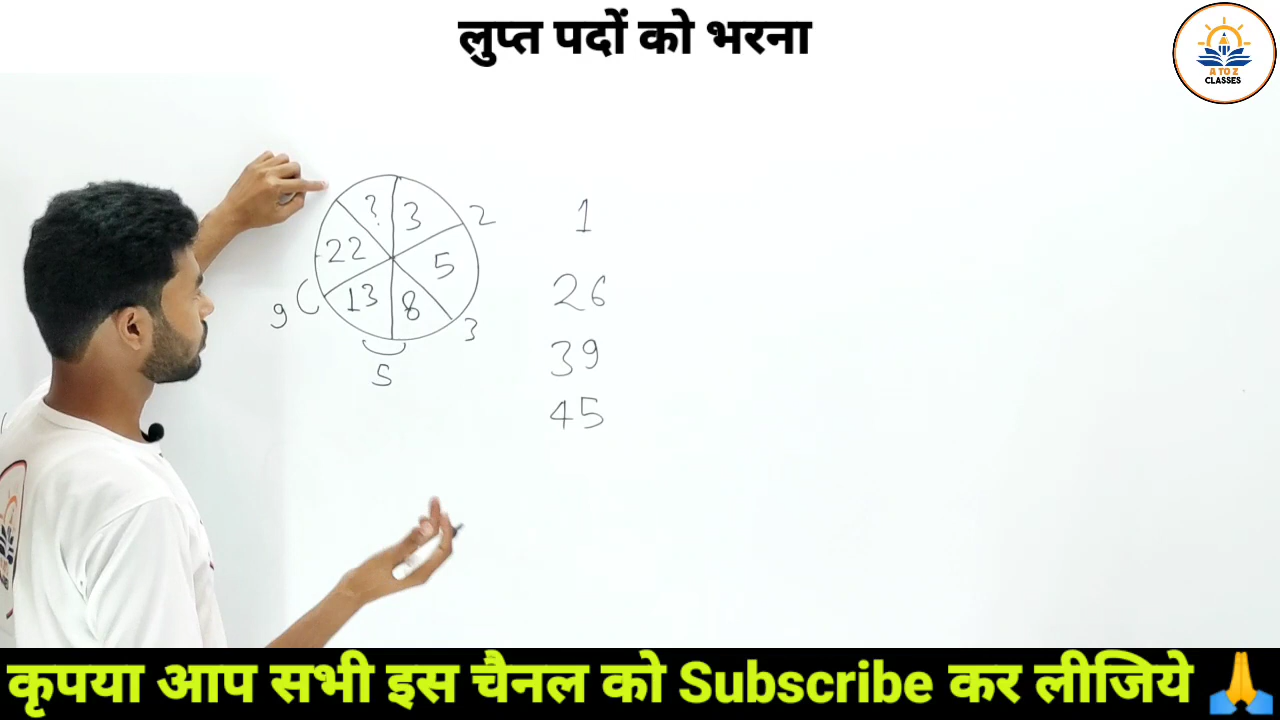 लुप्त पदों को भरना
A TO Z
CLASSES
? 3 2
22 5
13 8
9 3
5
1
26
39
45
कृपया आप सभी इस चैनल को Subscribe कर लीजिये 🙏